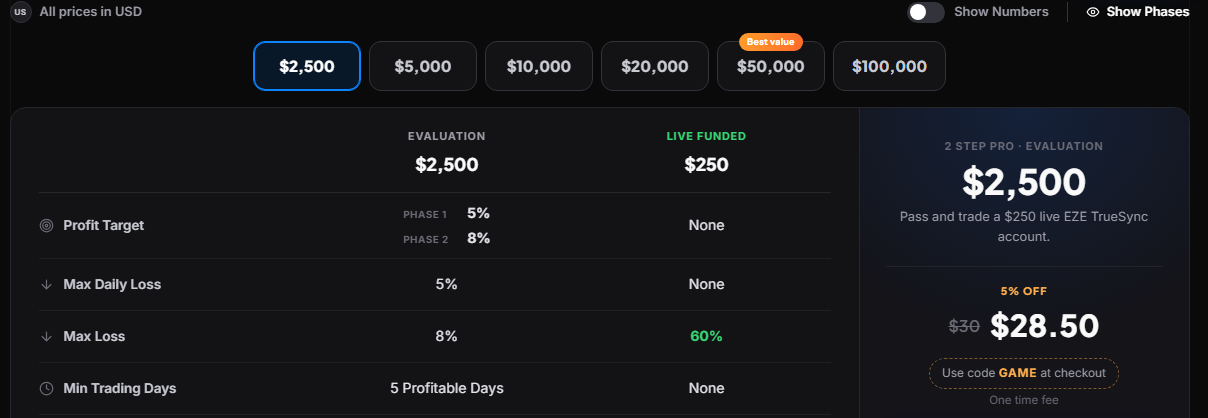 US All prices in USD Show Numbers Show Phases
Best value
$2,500 $5,000 $10,000 $20,000 $50,000 $100,000
EVALUATION LIVE FUNDED
$2,500 $250
Profit Target PHASE 1 5% None
PHASE 2 8%
Max Daily Loss 5% None
Max Loss 8% 60%
Min Trading Days 5 Profitable Days None
2 STEP PRO · EVALUATION
$2,500
Pass and trade a $250 live EZE TrueSync
account.
5% OFF
$30 $28.50
Use code GAME at checkout
One time fee